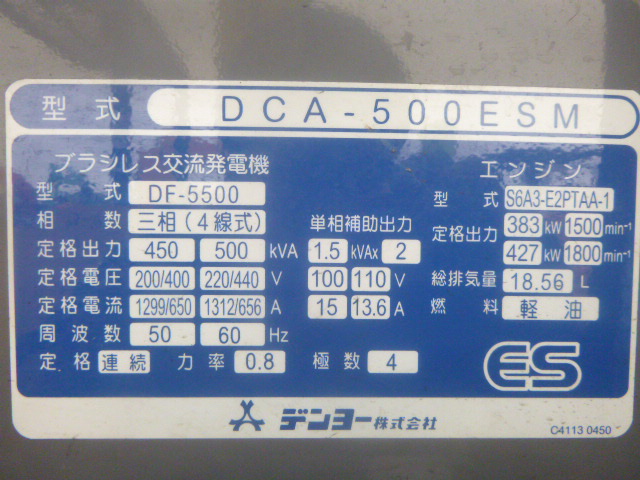 型式 DCA-500ESM
ブラシレス交流発電機
型式 DF-5500
相数 三相(4線式) 単相補助出力
定格出力 450 500 kVA 1.5 kVAx 2
定格電圧 200/400 220/440 V 100 110 V
定格電流 1299/650 1312/656 A 15 13.6 A
周波数 50 60 Hz
定格 連続 力率 0.8 極数 4
エンジン
型式 S6A3-E2PTAA-1
定格出力 383 kW 1500 min⁻¹
427 kW 1800 min⁻¹
総排気量 18.56 L
燃料 軽油
ES
デンヨー株式会社
C4113 0450